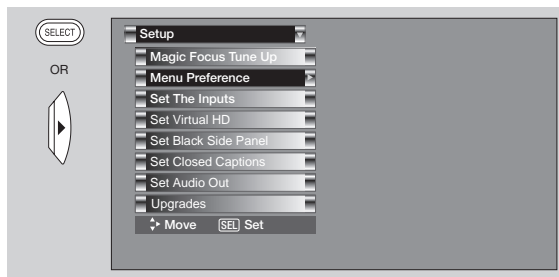 SELECT
OR
Setup
Magic Focus Tune Up
Menu Preference
Set The Inputs
Set Virtual HD
Set Black Side Panel
Set Closed Captions
Set Audio Out
Upgrades
Move SEL Set